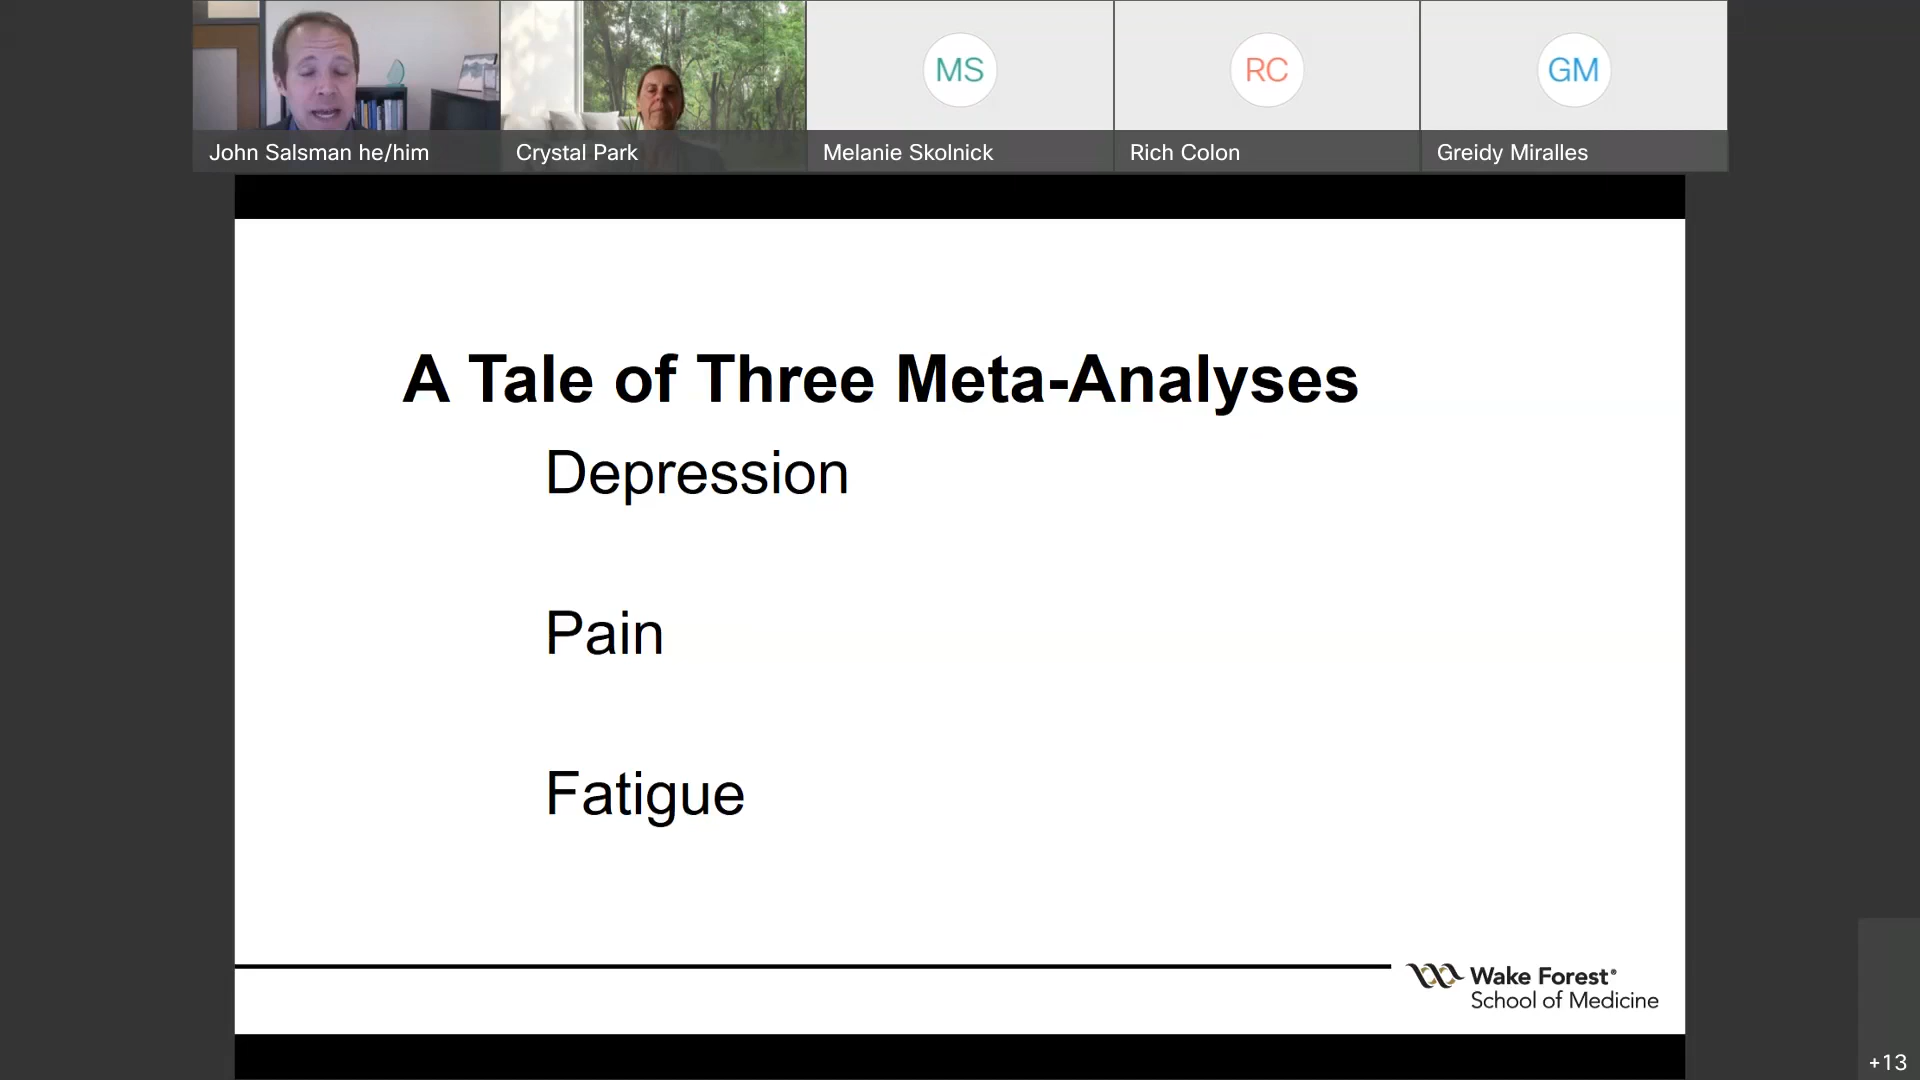 MS
RC
GM
John Salsman he/him
Crystal Park
Melanie Skolnick
Rich Colon
Greidy Miralles
A Tale of Three Meta-Analyses
Depression
Pain
Fatigue
Wake Forest®
School of Medicine
+13